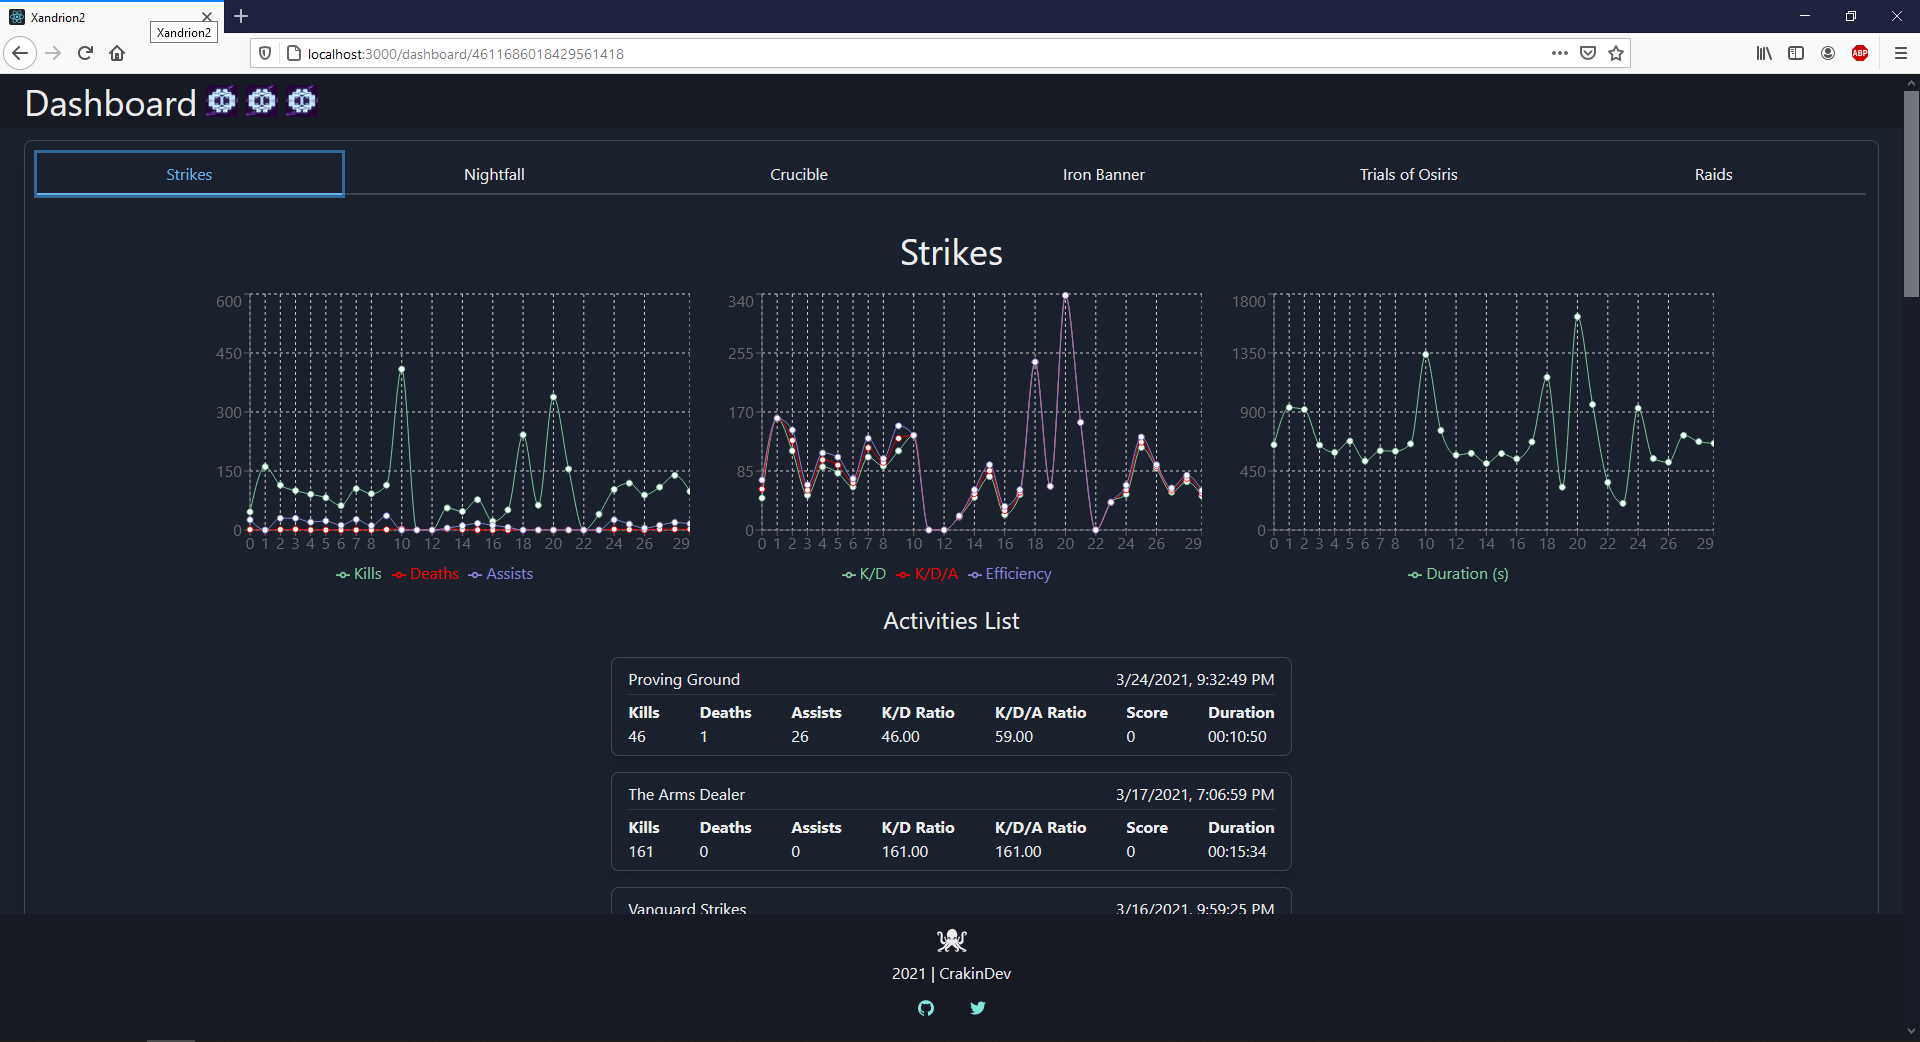 Xandrion2
Xandrion2
localhost:3000/dashboard/4611686018429561418
ABP
Dashboard
Strikes Nightfall Crucible Iron Banner Trials of Osiris Raids
Strikes
600
450
300
150
0
0 1 2 3 4 5 6 7 8 10 12 14 16 18 20 22 24 26 29
Kills Deaths Assists
340
255
170
85
0
0 1 2 3 4 5 6 7 8 10 12 14 16 18 20 22 24 26 29
K/D K/D/A Efficiency
1800
1350
900
450
0
0 1 2 3 4 5 6 7 8 10 12 14 16 18 20 22 24 26 29
Duration (s)
Activities List
Proving Ground 3/24/2021, 9:32:49 PM
Kills Deaths Assists K/D Ratio K/D/A Ratio Score Duration
46 1 26 46.00 59.00 0 00:10:50
The Arms Dealer 3/17/2021, 7:06:59 PM
Kills Deaths Assists K/D Ratio K/D/A Ratio Score Duration
161 0 0 161.00 161.00 0 00:15:34
Vanguard Strikes 3/16/2021, 9:59:25 PM
2021 | CrakinDev